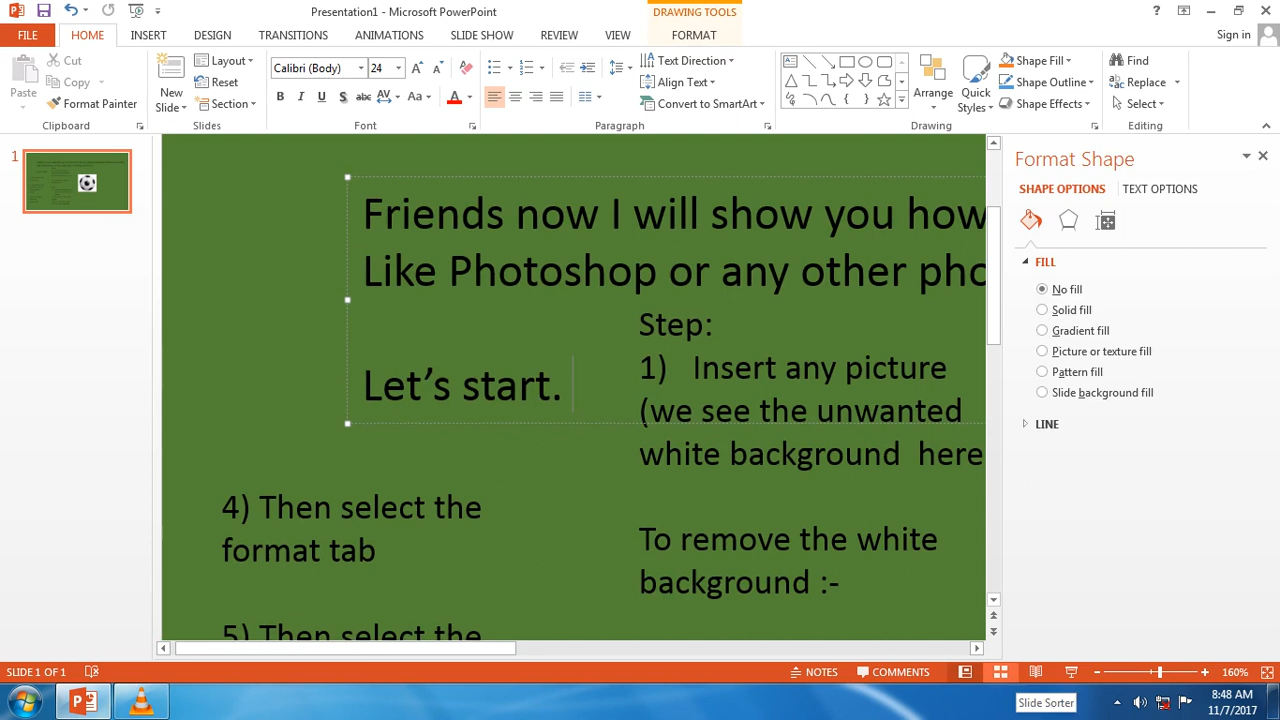 Presentation1 - Microsoft PowerPoint
DRAWING TOOLS
?
FILE HOME INSERT DESIGN TRANSITIONS ANIMATIONS SLIDE SHOW REVIEW VIEW FORMAT
Sign in
Paste
Cut
Copy
Format Painter
Clipboard
New Slide
Layout
Reset
Section
Slides
Calibri (Body) 24
B I U S abc AV Aa A
Font
Text Direction
Align Text
Convert to SmartArt
Paragraph
Arrange
Quick Styles
Shape Fill
Shape Outline
Shape Effects
Drawing
Find
Replace
Select
Editing
1
Friends now I will show you how
Like Photoshop or any other pho
Let’s start.
Step:
1) Insert any picture
(we see the unwanted
white background here
To remove the white
background :-
4) Then select the
format tab
5) Then select the
Format Shape
SHAPE OPTIONS TEXT OPTIONS
FILL
No fill
Solid fill
Gradient fill
Picture or texture fill
Pattern fill
Slide background fill
LINE
SLIDE 1 OF 1
NOTES COMMENTS
160%
Slide Sorter
8:48 AM
11/7/2017